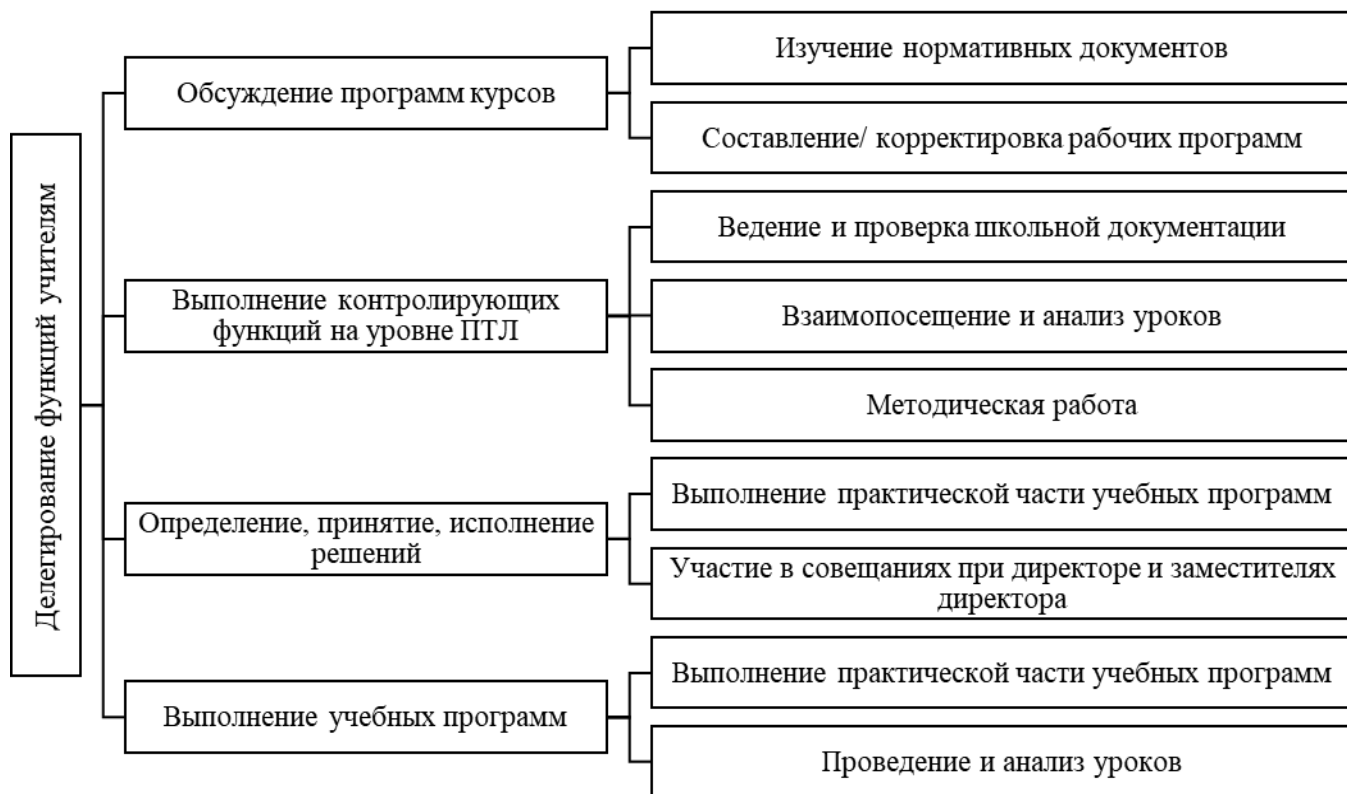 Делегирование функций учителям
Обсуждение программ курсов
Изучение нормативных документов
Составление/ корректировка рабочих программ
Выполнение контролирующих
функций на уровне ПТЛ
Ведение и проверка школьной документации
Взаимопосещение и анализ уроков
Методическая работа
Определение, принятие, исполнение
решений
Выполнение практической части учебных программ
Участие в совещаниях при директоре и заместителях
директора
Выполнение учебных программ
Выполнение практической части учебных программ
Проведение и анализ уроков